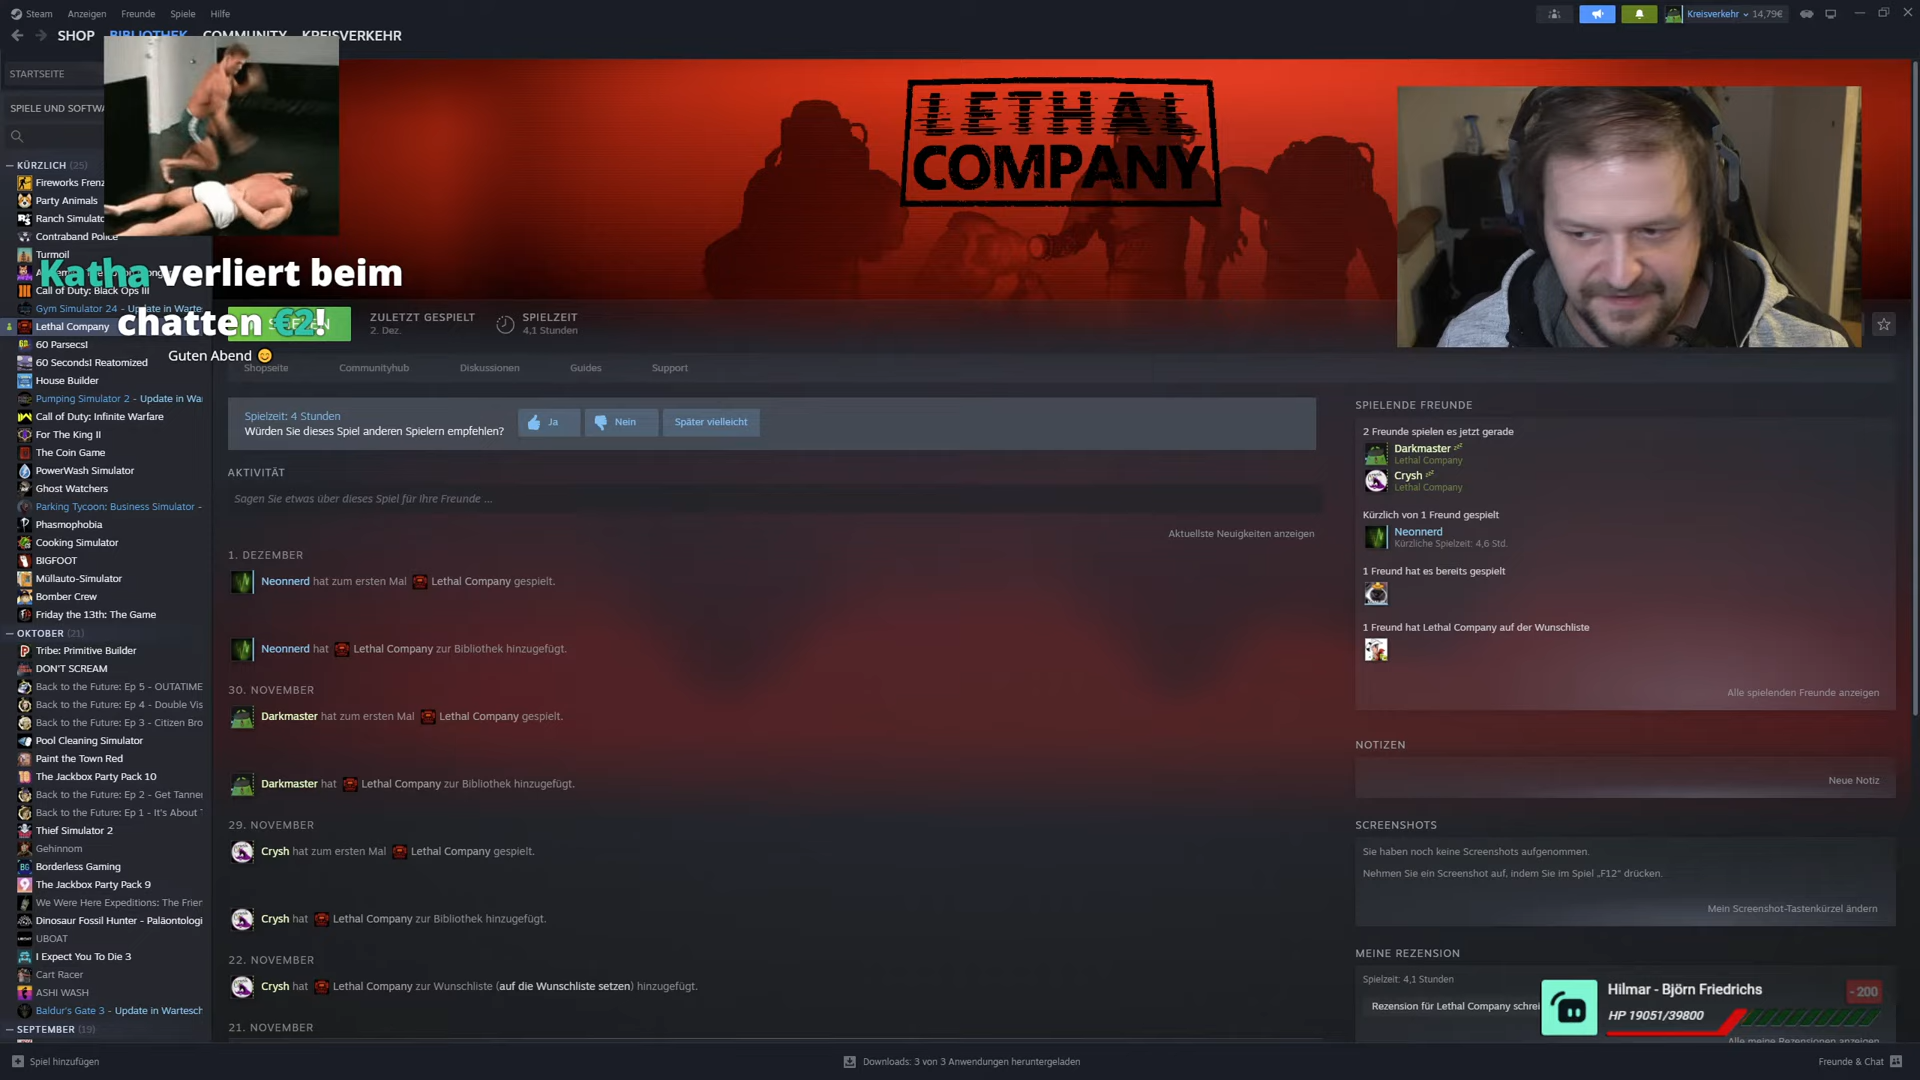 Steam Anzeigen Freunde Spiele Hilfe
Kreisverkehr 14,79€
SHOP BIBLIOTHEK COMMUNITY KREISVERKEHR
STARTSEITE
SPIELE UND SOFTWA
KÜRZLICH (25)
Fireworks Frenz
Party Animals
Ranch Simulato
Contraband Police
Turmoil
Call of Duty: Black Ops III
Gym Simulator 24 - Update in Warte
Lethal Company
60 Parsecs!
60 Seconds! Reatomized
House Builder
Pumping Simulator 2 - Update in Wa
Call of Duty: Infinite Warfare
For The King II
The Coin Game
PowerWash Simulator
Ghost Watchers
Parking Tycoon: Business Simulator -
Phasmophobia
Cooking Simulator
BIGFOOT
Müllauto-Simulator
Bomber Crew
Friday the 13th: The Game
OKTOBER (21)
Tribe: Primitive Builder
DON'T SCREAM
Back to the Future: Ep 5 - OUTATIME
Back to the Future: Ep 4 - Double Vis
Back to the Future: Ep 3 - Citizen Bro
Pool Cleaning Simulator
Paint the Town Red
The Jackbox Party Pack 10
Back to the Future: Ep 2 - Get Tanne
Back to the Future: Ep 1 - It's About T
Thief Simulator 2
Gehinnom
Borderless Gaming
The Jackbox Party Pack 9
We Were Here Expeditions: The Frien
Dinosaur Fossil Hunter - Paläontologi
UBOAT
I Expect You To Die 3
Cart Racer
ASHI WASH
Baldur's Gate 3 - Update in Wartesch
SEPTEMBER (19)
Spiel hinzufügen
Katha verliert beim
chatten €2!
Guten Abend 😊
LETHAL
COMPANY
ZULETZT GESPIELT
2. Dez.
SPIELZEIT
4,1 Stunden
Shopseite Communityhub Diskussionen Guides Support
Spielzeit: 4 Stunden
Würden Sie dieses Spiel anderen Spielern empfehlen?
Ja Nein Später vielleicht
AKTIVITÄT
Sagen Sie etwas über dieses Spiel für Ihre Freunde ...
Aktuellste Neuigkeiten anzeigen
1. DEZEMBER
Neonnerd hat zum ersten Mal Lethal Company gespielt.
Neonnerd hat Lethal Company zur Bibliothek hinzugefügt.
30. NOVEMBER
Darkmaster hat zum ersten Mal Lethal Company gespielt.
Darkmaster hat Lethal Company zur Bibliothek hinzugefügt.
29. NOVEMBER
Crysh hat zum ersten Mal Lethal Company gespielt.
Crysh hat Lethal Company zur Bibliothek hinzugefügt.
22. NOVEMBER
Crysh hat Lethal Company zur Wunschliste (auf die Wunschliste setzen) hinzugefügt.
21. NOVEMBER
SPIELENDE FREUNDE
2 Freunde spielen es jetzt gerade
Darkmaster
Lethal Company
Crysh
Lethal Company
Kürzlich von 1 Freund gespielt
Neonnerd
Kürzliche Spielzeit: 4,6 Std.
1 Freund hat es bereits gespielt
1 Freund hat Lethal Company auf der Wunschliste
Alle spielenden Freunde anzeigen
NOTIZEN
Neue Notiz
SCREENSHOTS
Sie haben noch keine Screenshots aufgenommen.
Nehmen Sie ein Screenshot auf, indem Sie im Spiel „F12“ drücken.
Mein Screenshot-Tastenkürzel ändern
MEINE REZENSION
Spielzeit: 4,1 Stunden
Rezension für Lethal Company schrei
Hilmar - Björn Friedrichs
-200
HP 19051/39800
Alle meine Rezensionen anzeigen
Downloads: 3 von 3 Anwendungen heruntergeladen
Freunde & Chat